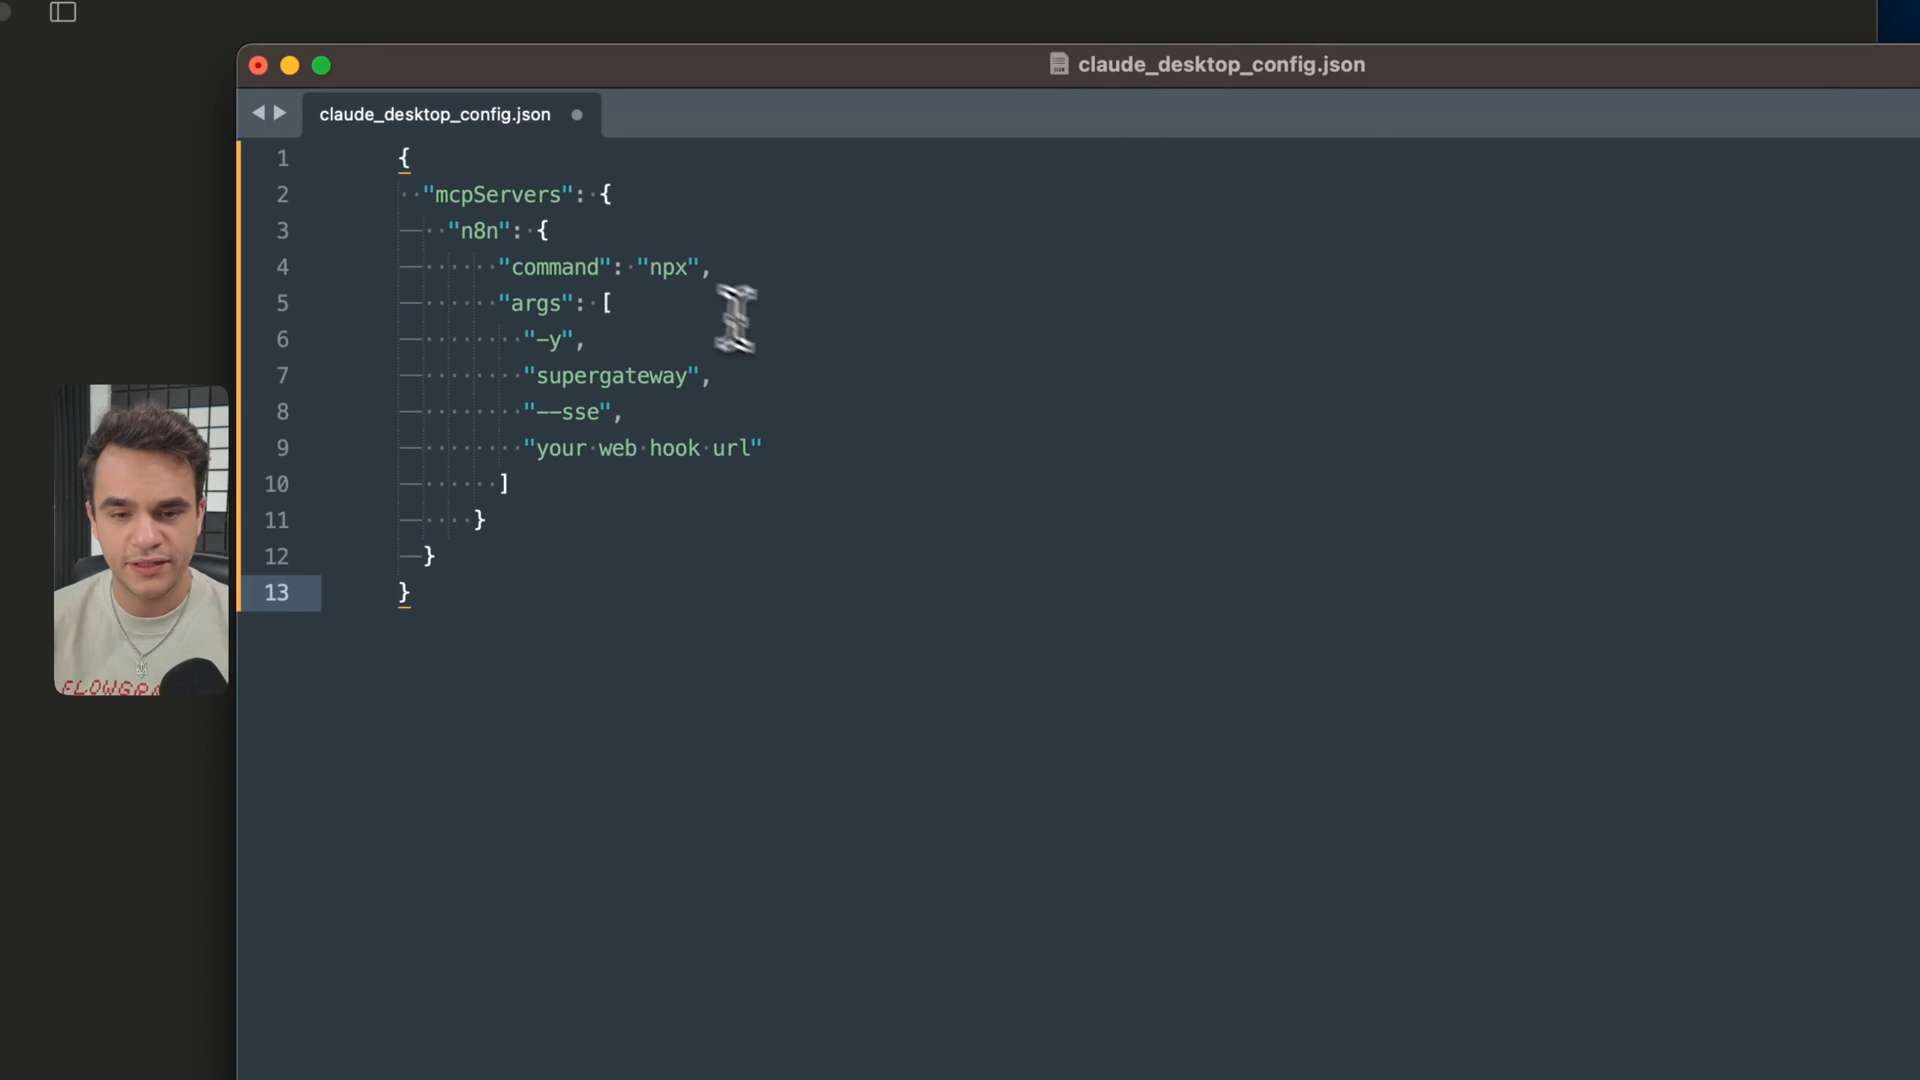 claude_desktop_config.json
claude_desktop_config.json
1 {
2 "mcpServers": {
3 "n8n": {
4 "command": "npx",
5 "args": [
6 "-y",
7 "supergateway",
8 "--sse",
9 "your web hook url"
10 ]
11 }
12 }
13 }